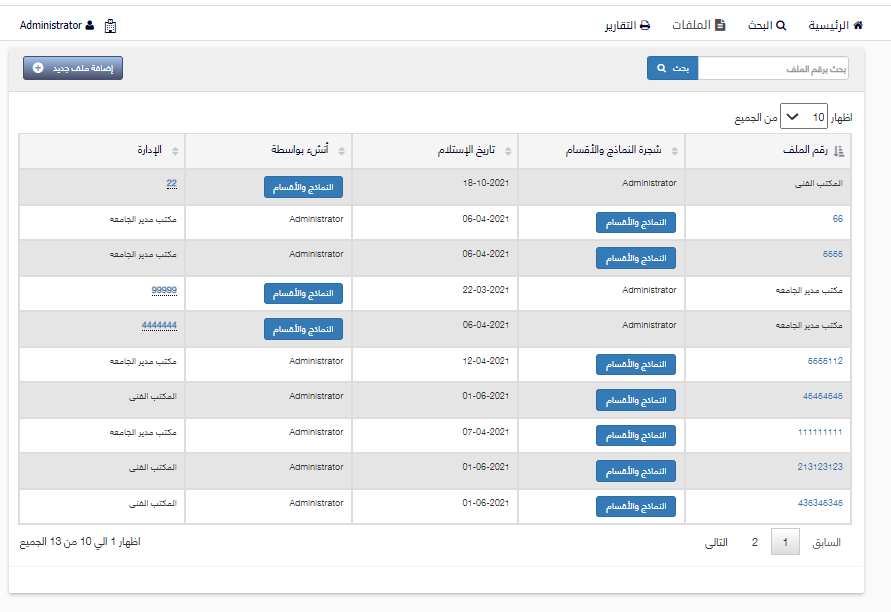 الرئيسية البحث الملفات التقارير Administrator
بحث برقم الملف بحث إضافة ملف جديد
اظهار 10 من الجميع
رقم الملف شجرة النماذج والأقسام تاريخ الإستلام أنشء بواسطة الإدارة
المكتب الفنى Administrator 18-10-2021 النماذج والأقسام 22
66 النماذج والأقسام 06-04-2021 Administrator مكتب مدير الجامعه
5555 النماذج والأقسام 06-04-2021 Administrator مكتب مدير الجامعه
مكتب مدير الجامعه Administrator 22-03-2021 النماذج والأقسام 99999
مكتب مدير الجامعه Administrator 06-04-2021 النماذج والأقسام 4444444
5555112 النماذج والأقسام 12-04-2021 Administrator مكتب مدير الجامعه
45454545 النماذج والأقسام 01-06-2021 Administrator المكتب الفنى
111111111 النماذج والأقسام 07-04-2021 Administrator مكتب مدير الجامعه
213123123 النماذج والأقسام 01-06-2021 Administrator المكتب الفنى
435345345 النماذج والأقسام 01-06-2021 Administrator المكتب الفنى
السابق 1 2 التالى اظهار 1 الي 10 من 13 الجميع